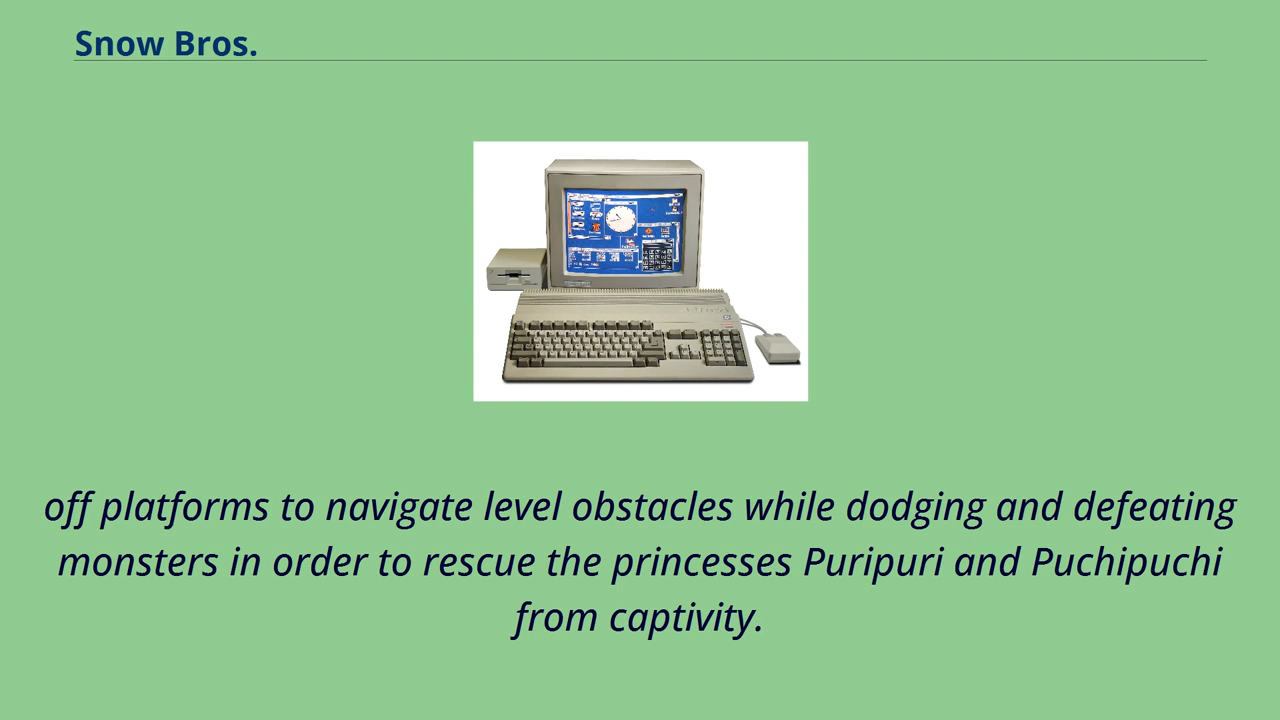 Snow Bros.
off platforms to navigate level obstacles while dodging and defeating
monsters in order to rescue the princesses Puripuri and Puchipuchi
from captivity.